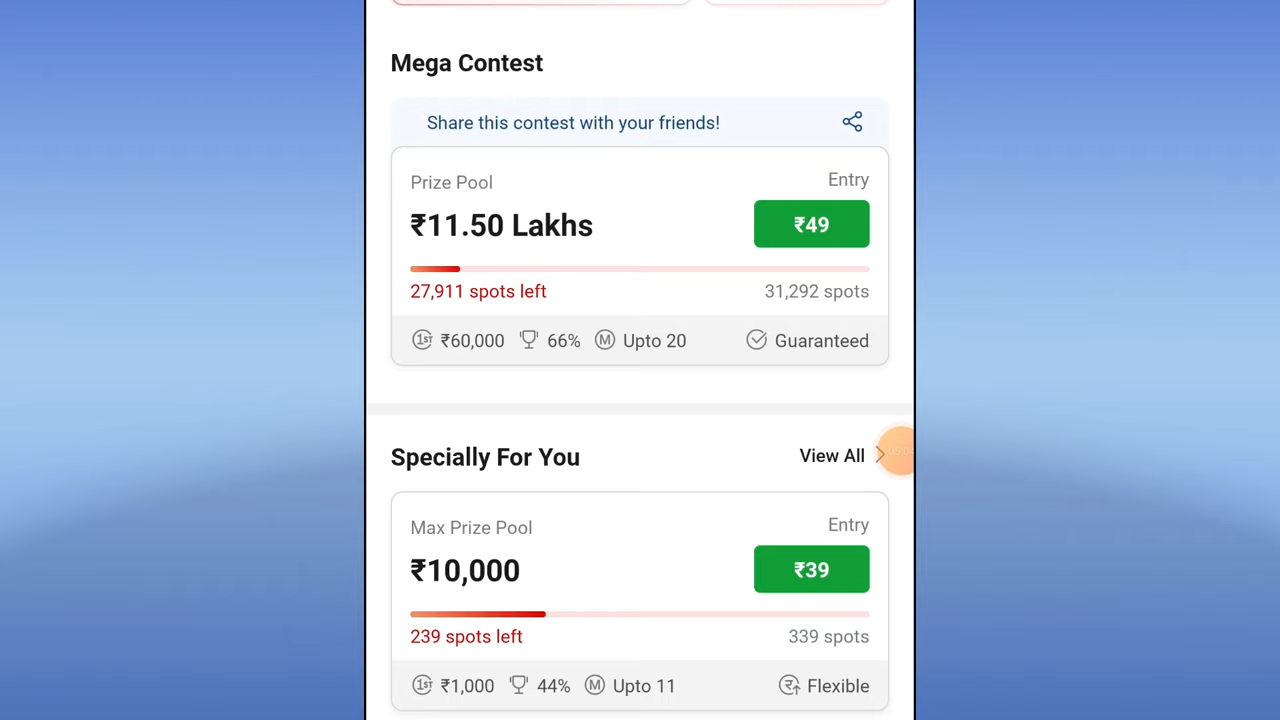 Mega Contest
Share this contest with your friends!
Prize Pool Entry
₹11.50 Lakhs ₹49
27,911 spots left 31,292 spots
1ST ₹60,000 66% M Upto 20 Guaranteed
Specially For You View All
Max Prize Pool Entry
₹10,000 ₹39
239 spots left 339 spots
1ST ₹1,000 44% M Upto 11 Flexible